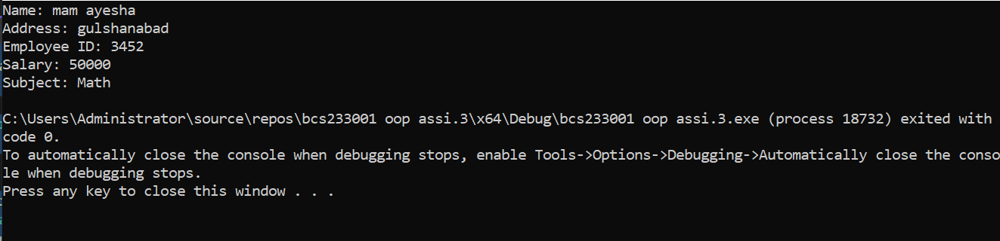 Name: mam ayesha
Address: gulshanabad
Employee ID: 3452
Salary: 50000
Subject: Math
C:\Users\Administrator\source\repos\bcs233001 oop assi.3\x64\Debug\bcs233001 oop assi.3.exe (process 18732) exited with
code 0.
To automatically close the console when debugging stops, enable Tools->Options->Debugging->Automatically close the conso
le when debugging stops.
Press any key to close this window . . .